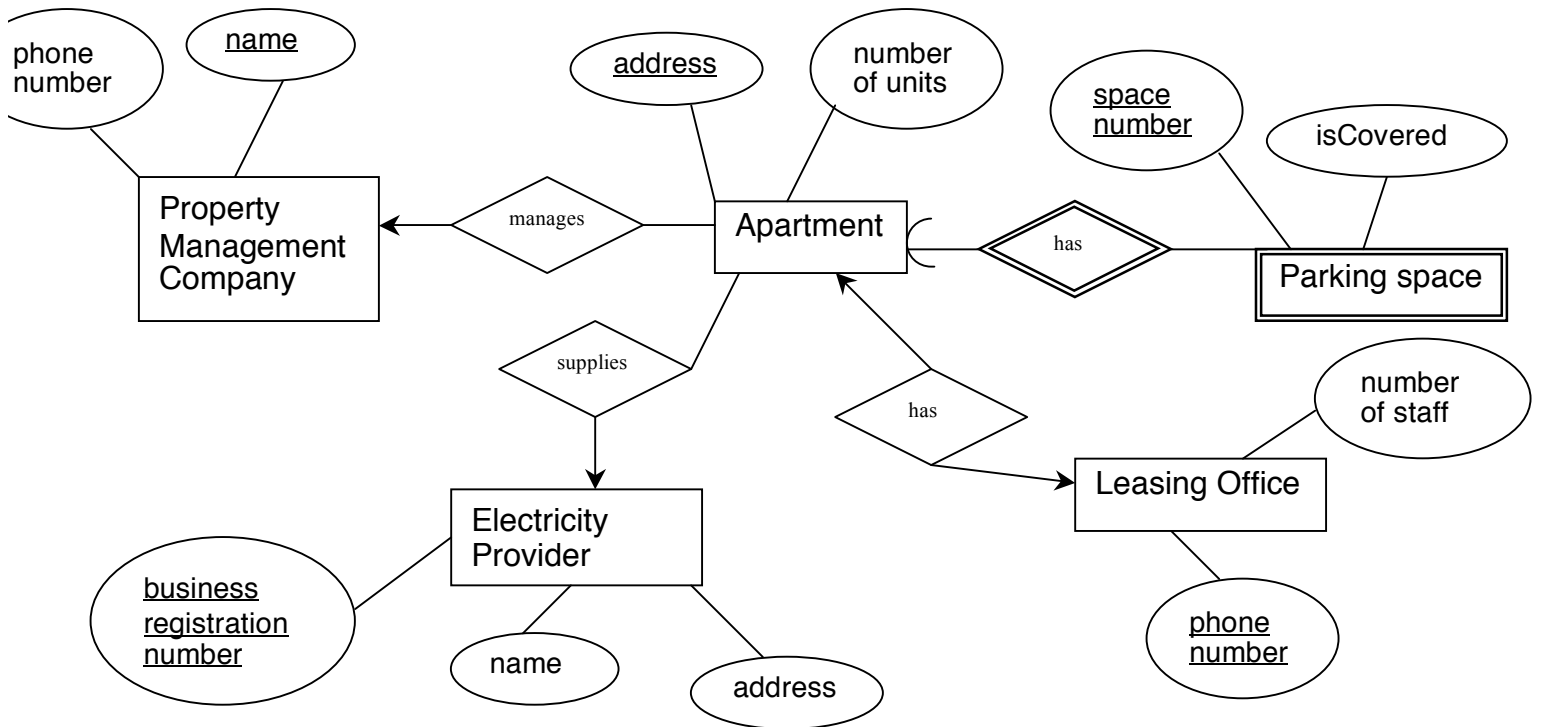 phone
number
name
address
number
of units
space
number
isCovered
Property
Management
Company
manages
Apartment
has
Parking space
supplies
has
number
of staff
Leasing Office
Electricity
Provider
business
registration
number
name
address
phone
number